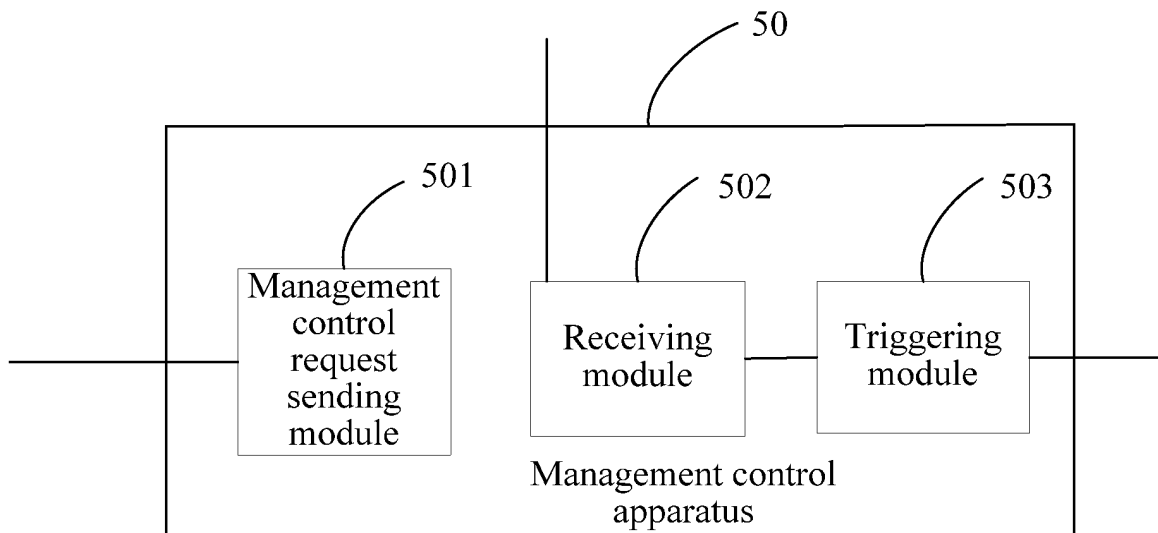 50
501
502
503
Management
control
request
sending
module
Receiving
module
Triggering
module
Management control
apparatus